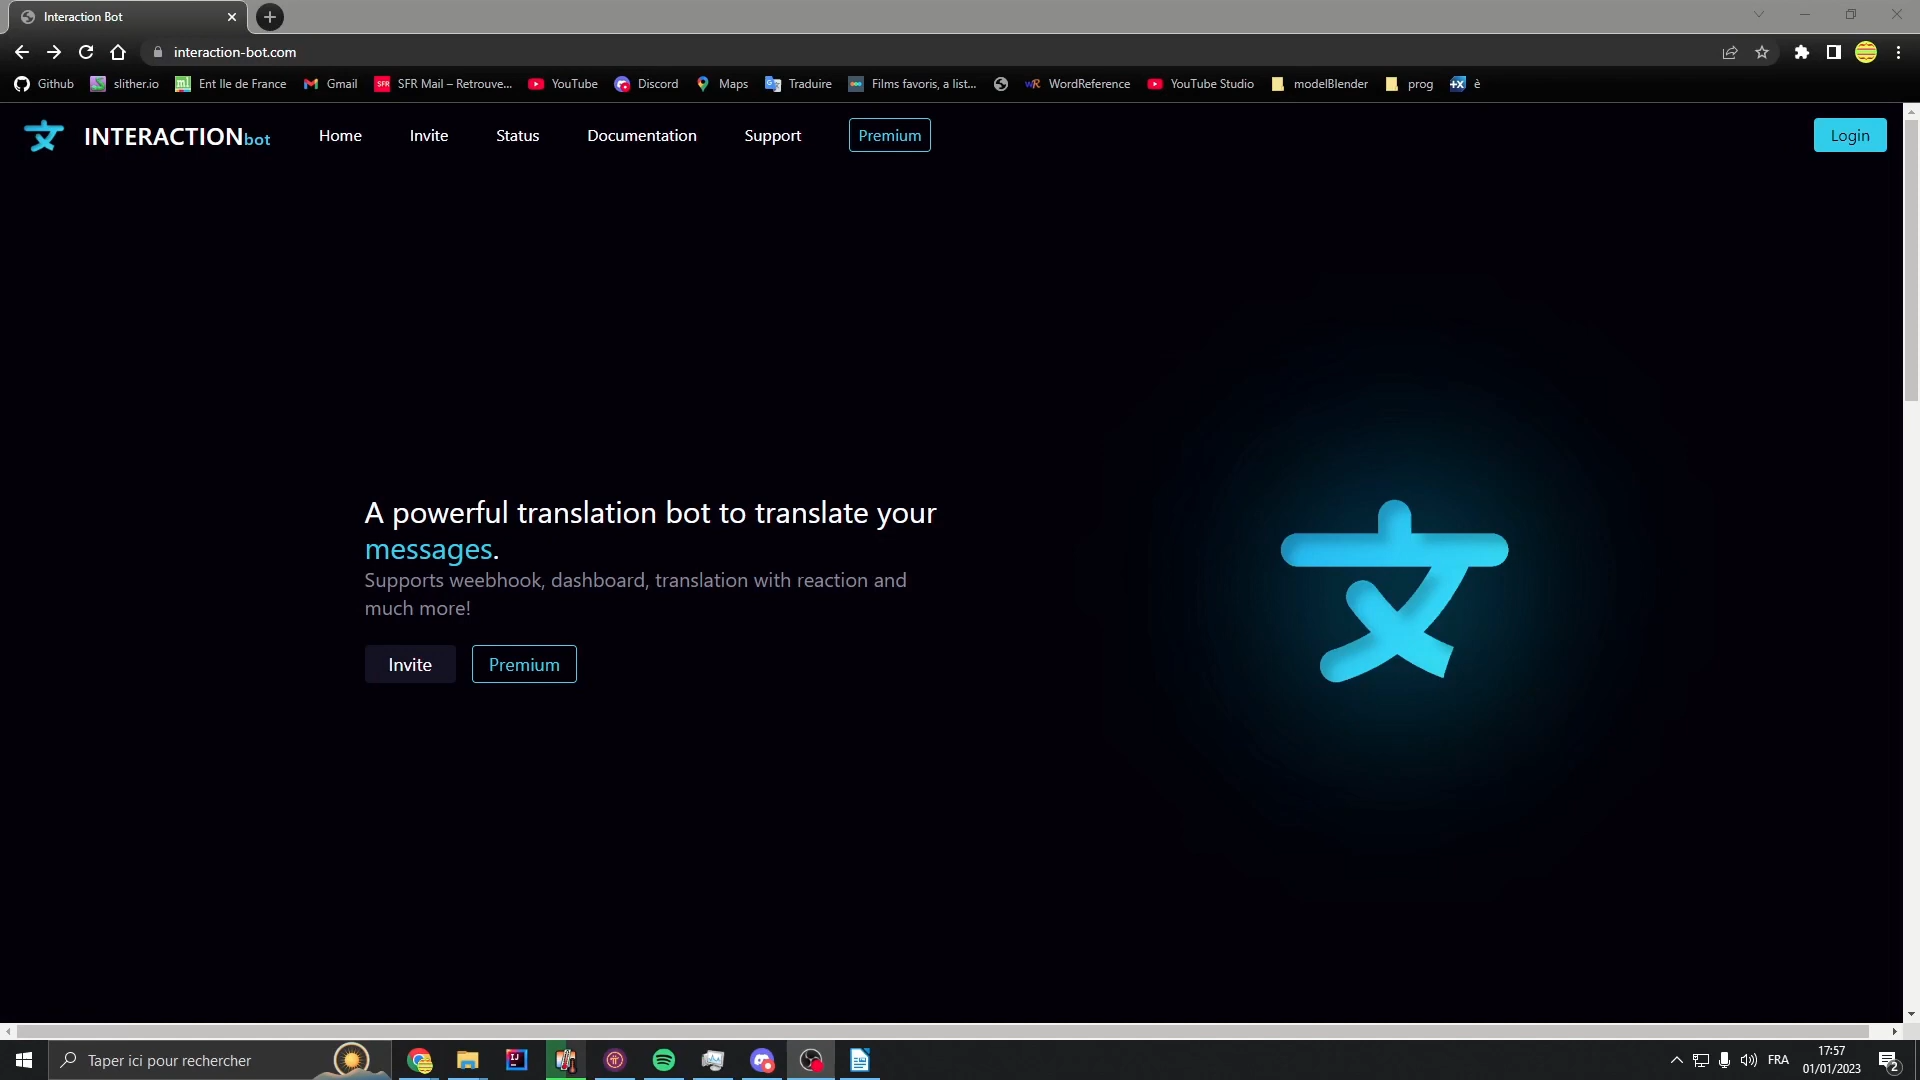 Interaction Bot
interaction-bot.com
Github
slither.io
Ent Ile de France
Gmail
SFR Mail – Retrouve...
YouTube
Discord
Maps
Traduire
Films favoris, a list...
WordReference
YouTube Studio
modelBlender
prog
è
文 INTERACTIONbot
Home
Invite
Status
Documentation
Support
Premium
Login
A powerful translation bot to translate your
messages.
Supports weebhook, dashboard, translation with reaction and
much more!
Invite
Premium
文
Taper ici pour rechercher
FRA
17:57
01/01/2023
2